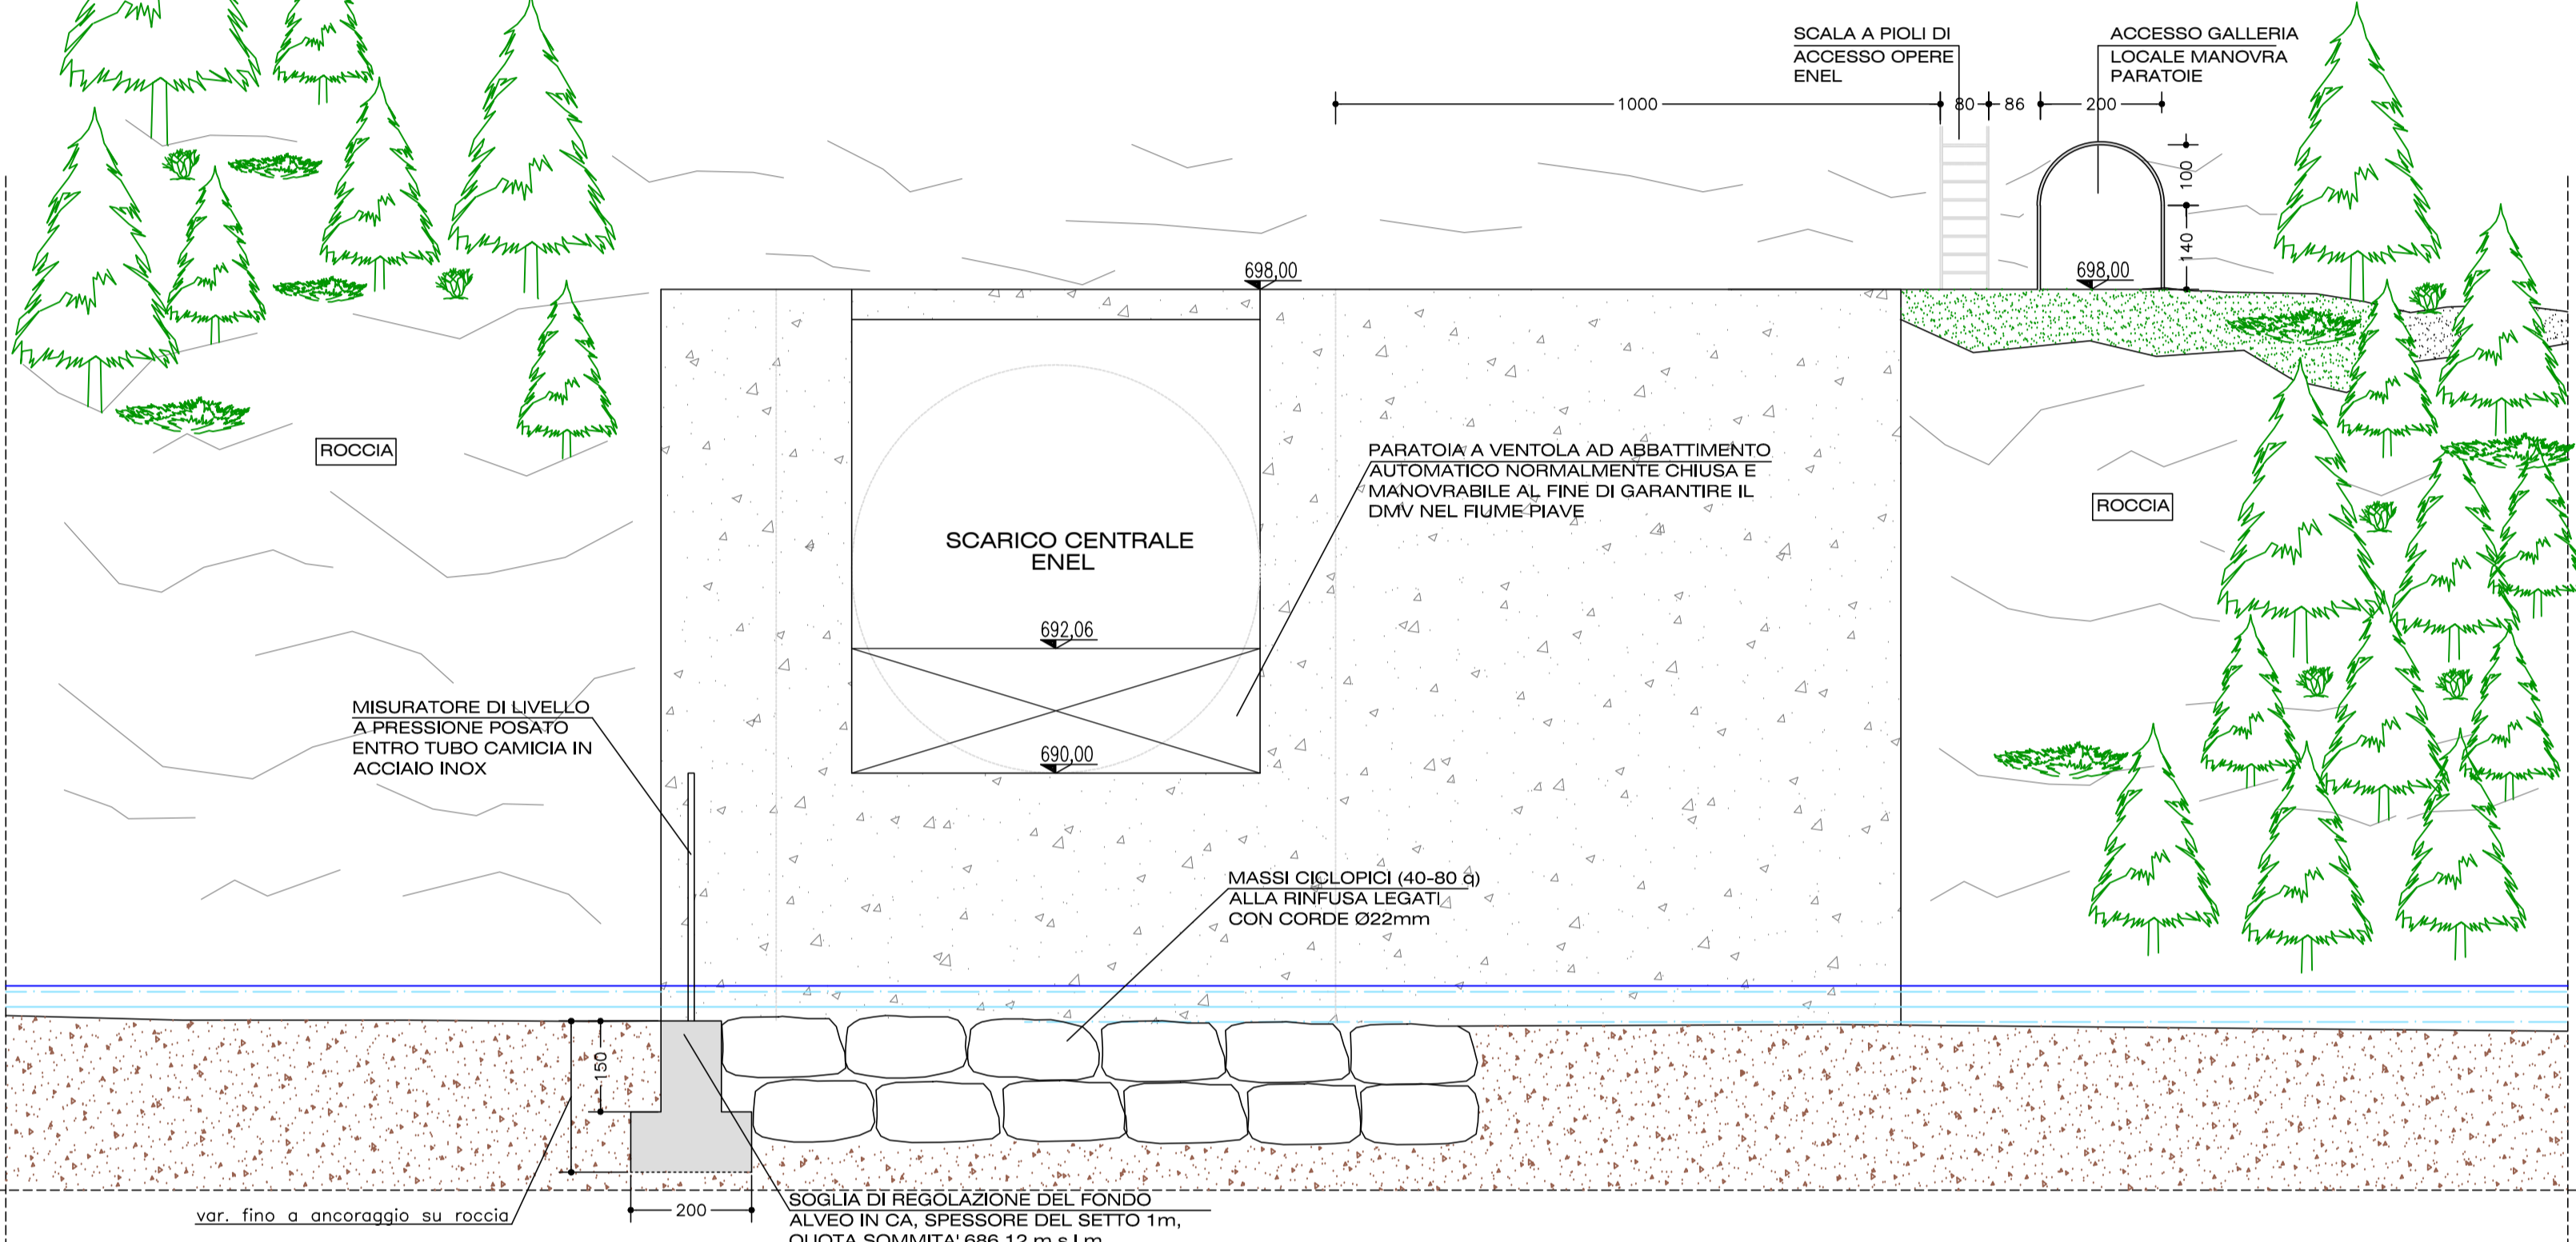 SCALA A PIOLI DI
ACCESSO OPERE
ENEL
ACCESSO GALLERIA
LOCALE MANOVRA
PARATOIE
1000
80
86
200
100
140
698,00
698,00
ROCCIA
PARATOIA A VENTOLA AD ABBATTIMENTO
AUTOMATICO NORMALMENTE CHIUSA E
MANOVRABILE AL FINE DI GARANTIRE IL
DMV NEL FIUME PIAVE
ROCCIA
SCARICO CENTRALE
ENEL
692,06
690,00
MISURATORE DI LIVELLO
A PRESSIONE POSATO
ENTRO TUBO CAMICIA IN
ACCIAIO INOX
MASSI CICLOPICI (40-80 q)
ALLA RINFUSA LEGATI
CON CORDE Ø22mm
150
200
var. fino a ancoraggio su roccia
SOGLIA DI REGOLAZIONE DEL FONDO
ALVEO IN CA, SPESSORE DEL SETTO 1m,
QUOTA SOMMITA' 686,12 m s.l.m.